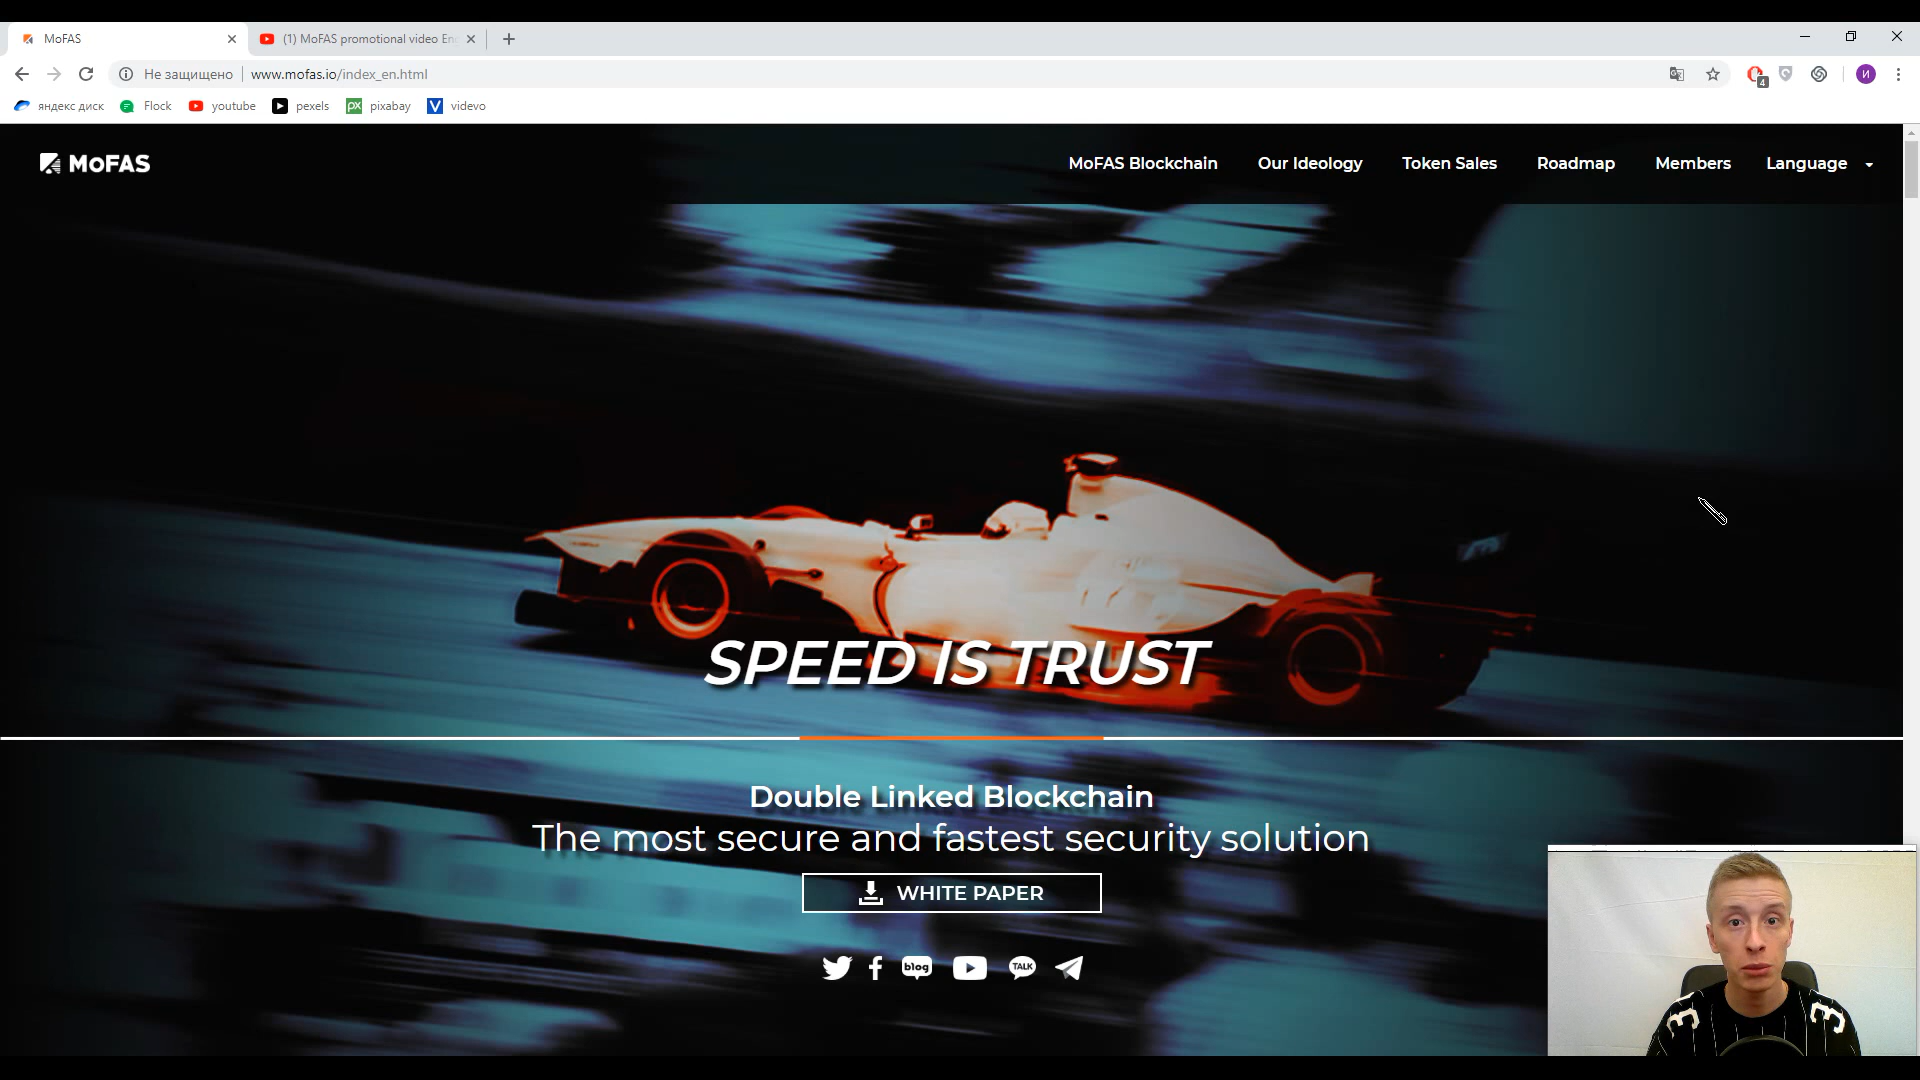 MoFAS
(1) MoFAS promotional video En
Не защищено
www.mofas.io/index_en.html
4
И
яндекс диск
Flock
youtube
px
pexels
pixabay
V
videvo
MoFAS
MoFAS Blockchain
Our Ideology
Token Sales
Roadmap
Members
Language
SPEED IS TRUST
Double Linked Blockchain
The most secure and fastest security solution
WHITE PAPER
blog
TALK